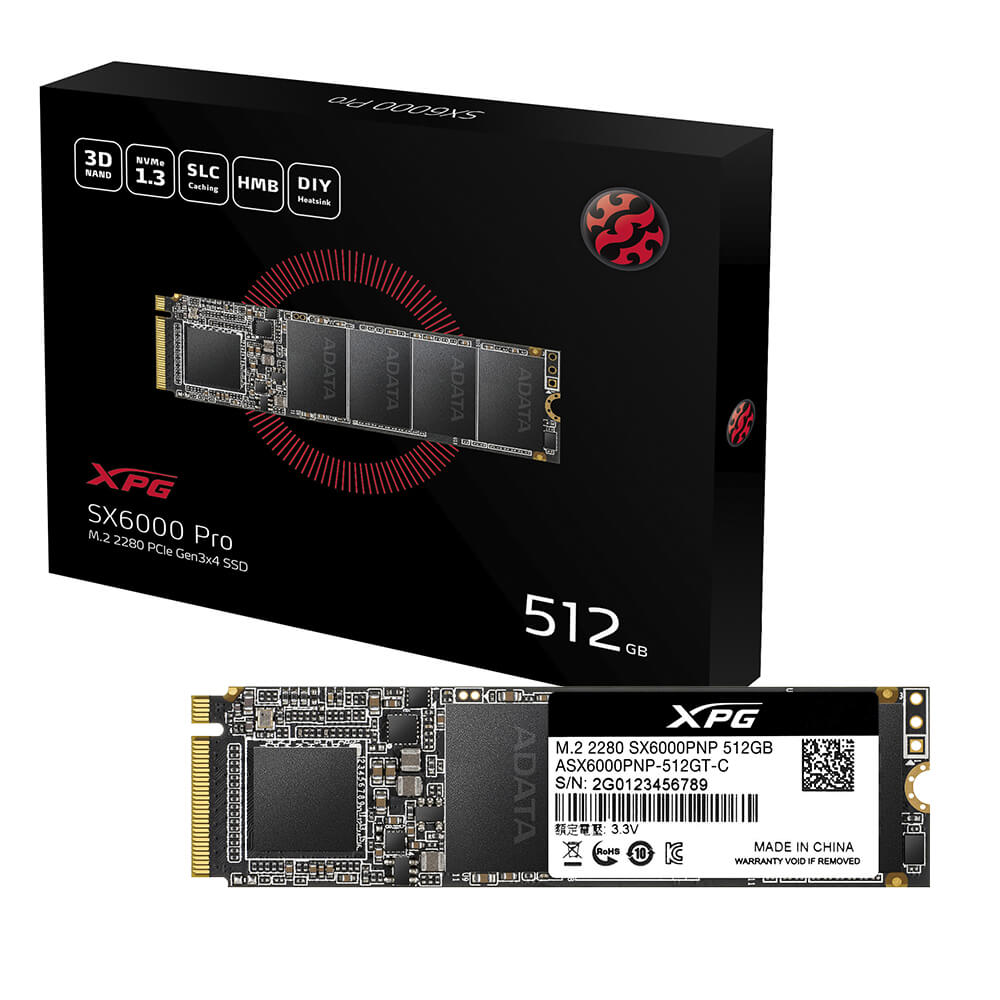 SX6000 Pro
3D
NAND
NVMe
1.3
SLC
Caching
HMB
DIY
Heatsink
ADATA
ADATA
ADATA
ADATA
XPG
SX6000 Pro
M.2 2280 PCIe Gen3x4 SSD
512 GB
ADATA
XPG
M.2 2280 SX6000PNP 512GB
ASX6000PNP-512GT-C
S/N: 2G0123456789
額定電壓: 3.3V
RoHS
10
MADE IN CHINA
WARRANTY VOID IF REMOVED